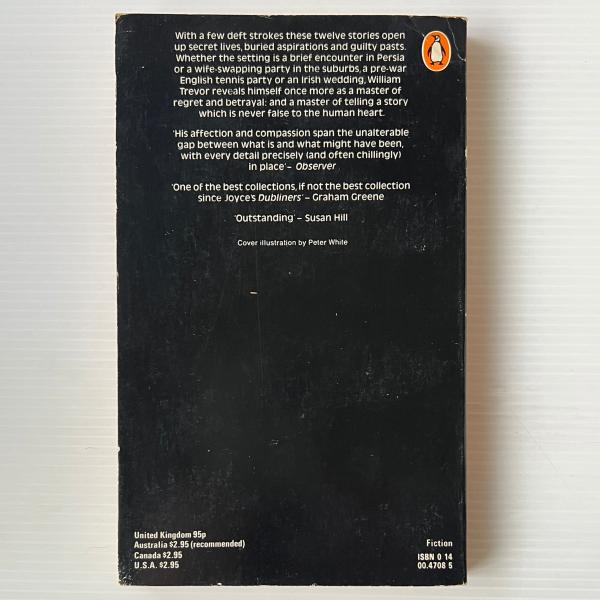 With a few deft strokes these twelve stories open
up secret lives, buried aspirations and guilty pasts.
Whether the setting is a brief encounter in Persia
or a wife-swapping party in the suburbs, a pre-war
English tennis party or an Irish wedding, William
Trevor reveals himself once more as a master of
regret and betrayal: and a master of telling a story
which is never false to the human heart.
'His affection and compassion span the unalterable
gap between what is and what might have been,
with every detail precisely (and often chillingly)
in place' – Observer
'One of the best collections, if not the best collection
since Joyce's Dubliners' – Graham Greene
'Outstanding' – Susan Hill
Cover illustration by Peter White
United Kingdom 95p
Australia $2.95 (recommended)
Canada $2.95
U.S.A. $2.95
Fiction
ISBN 0 14
00.4708 5